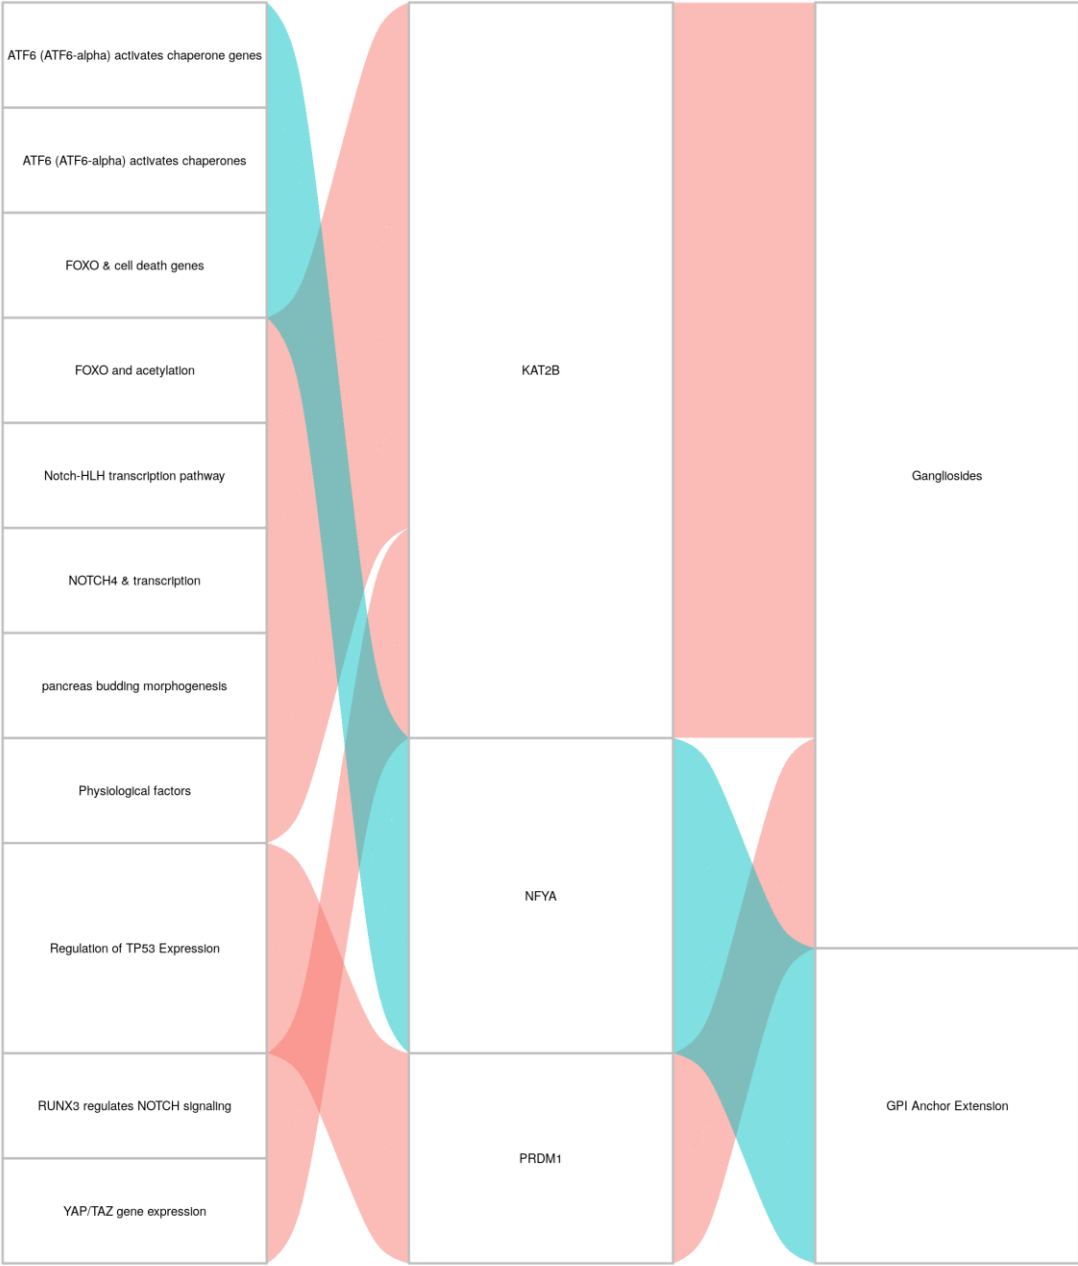 ATF6 (ATF6-alpha) activates chaperone genes
ATF6 (ATF6-alpha) activates chaperones
FOXO & cell death genes
FOXO and acetylation
Notch-HLH transcription pathway
NOTCH4 & transcription
pancreas budding morphogenesis
Physiological factors
Regulation of TP53 Expression
RUNX3 regulates NOTCH signaling
YAP/TAZ gene expression
KAT2B
NFYA
PRDM1
Gangliosides
GPI Anchor Extension